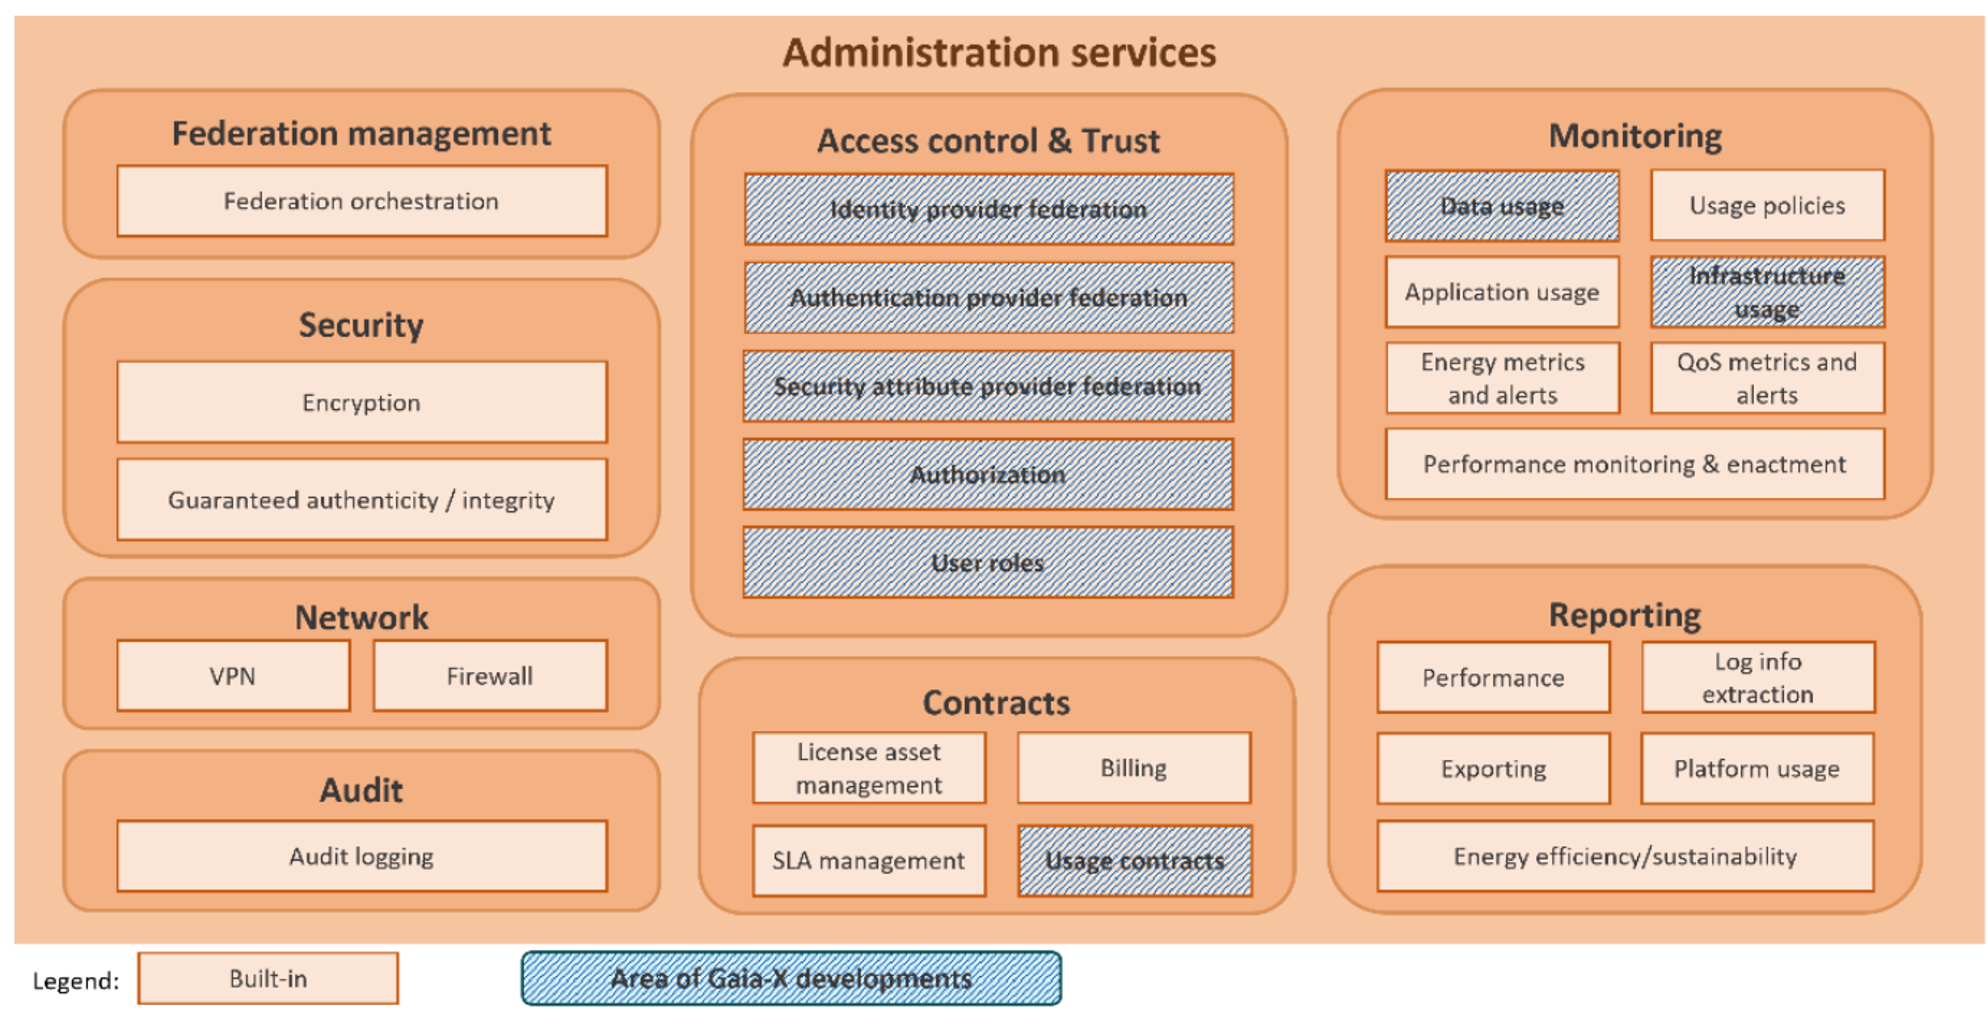 Administration services
Federation management
Federation orchestration
Security
Encryption
Guaranteed authenticity / integrity
Network
VPN
Firewall
Audit
Audit logging
Access control & Trust
Identity provider federation
Authentication provider federation
Security attribute provider federation
Authorization
User roles
Contracts
License asset
management
Billing
SLA management
Usage contracts
Monitoring
Data usage
Usage policies
Application usage
Infrastructure
usage
Energy metrics
and alerts
QoS metrics and
alerts
Performance monitoring & enactment
Reporting
Performance
Log info
extraction
Exporting
Platform usage
Energy efficiency/sustainability
Legend:
Built-in
Area of Gaia-X developments